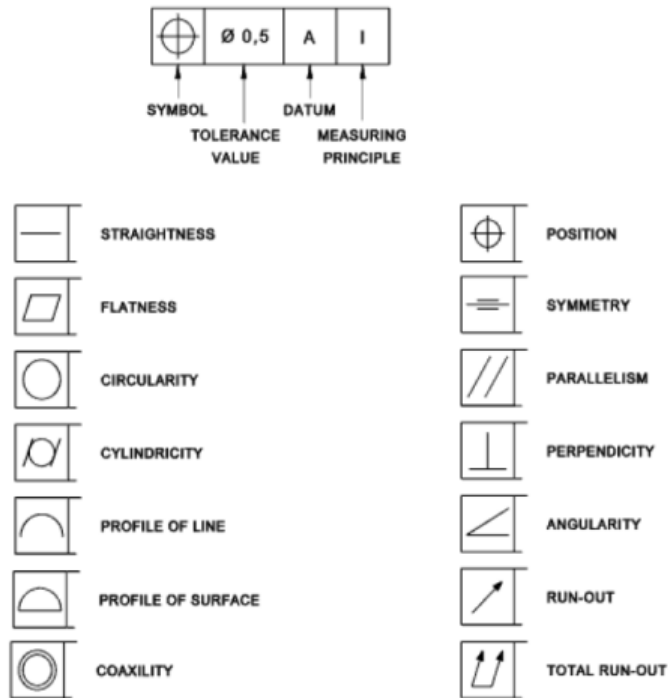 Ø 0,5 A I
SYMBOL DATUM
TOLERANCE MEASURING
VALUE PRINCIPLE
STRAIGHTNESS
FLATNESS
CIRCULARITY
CYLINDRICITY
PROFILE OF LINE
PROFILE OF SURFACE
COAXILITY
POSITION
SYMMETRY
PARALLELISM
PERPENDICITY
ANGULARITY
RUN-OUT
TOTAL RUN-OUT